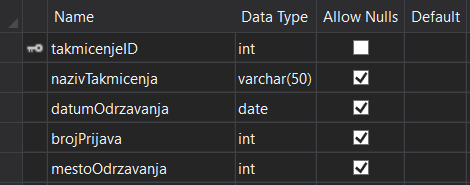 Name Data Type Allow Nulls Default
takmicenjeID int
nazivTakmicenja varchar(50)
datumOdrzavanja date
brojPrijava int
mestoOdrzavanja int